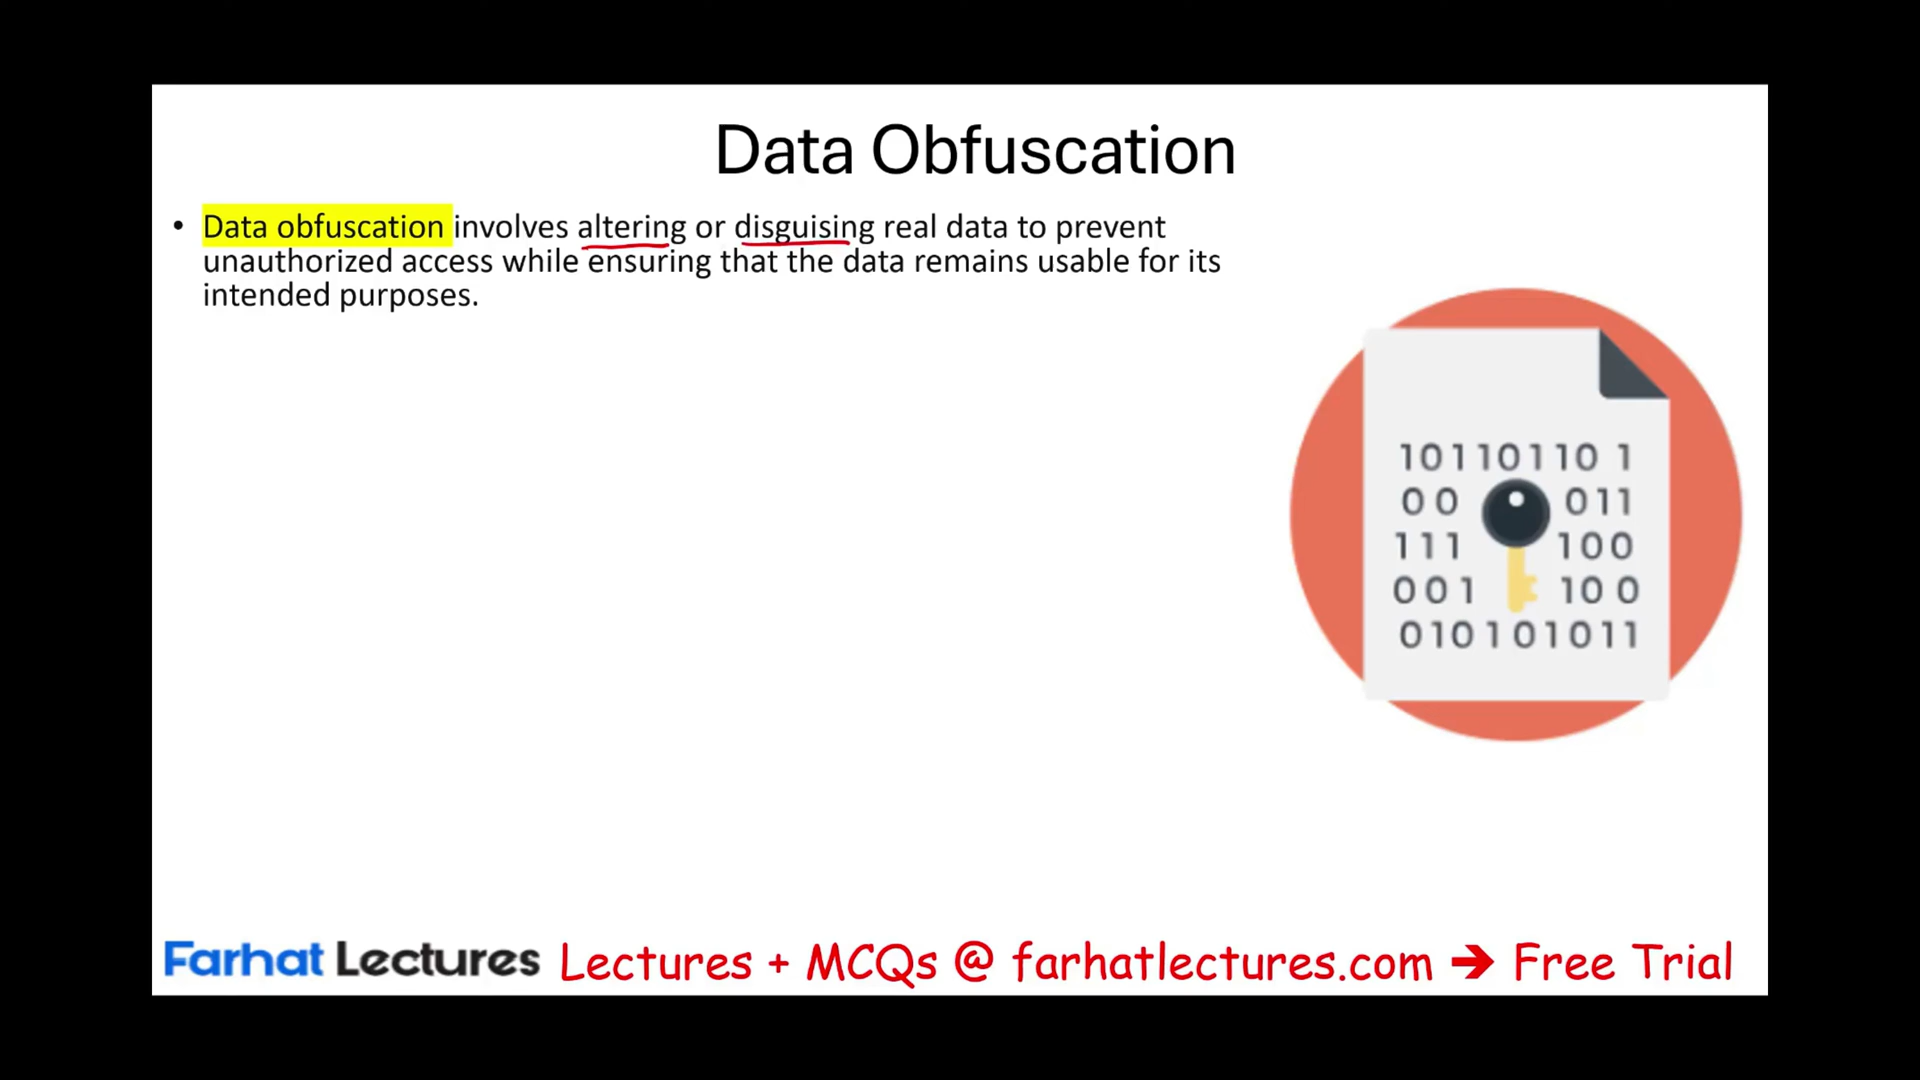 Data Obfuscation
• Data obfuscation involves altering or disguising real data to prevent
unauthorized access while ensuring that the data remains usable for its
intended purposes.
10110110 1
00 011
111 100
001 100
010101011
Farhat Lectures Lectures + MCQs @ farhatlectures.com ➔ Free Trial